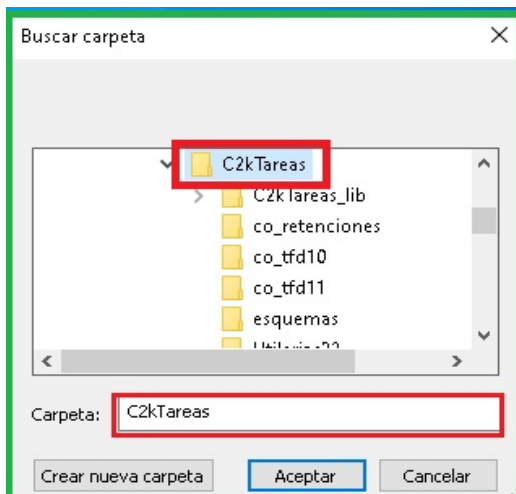 Buscar carpeta
C2kTareas
C2kTareas_lib
co_retenciones
co_tfd10
co_tfd11
esquemas
Carpeta: C2kTareas
Crear nueva carpeta Aceptar Cancelar